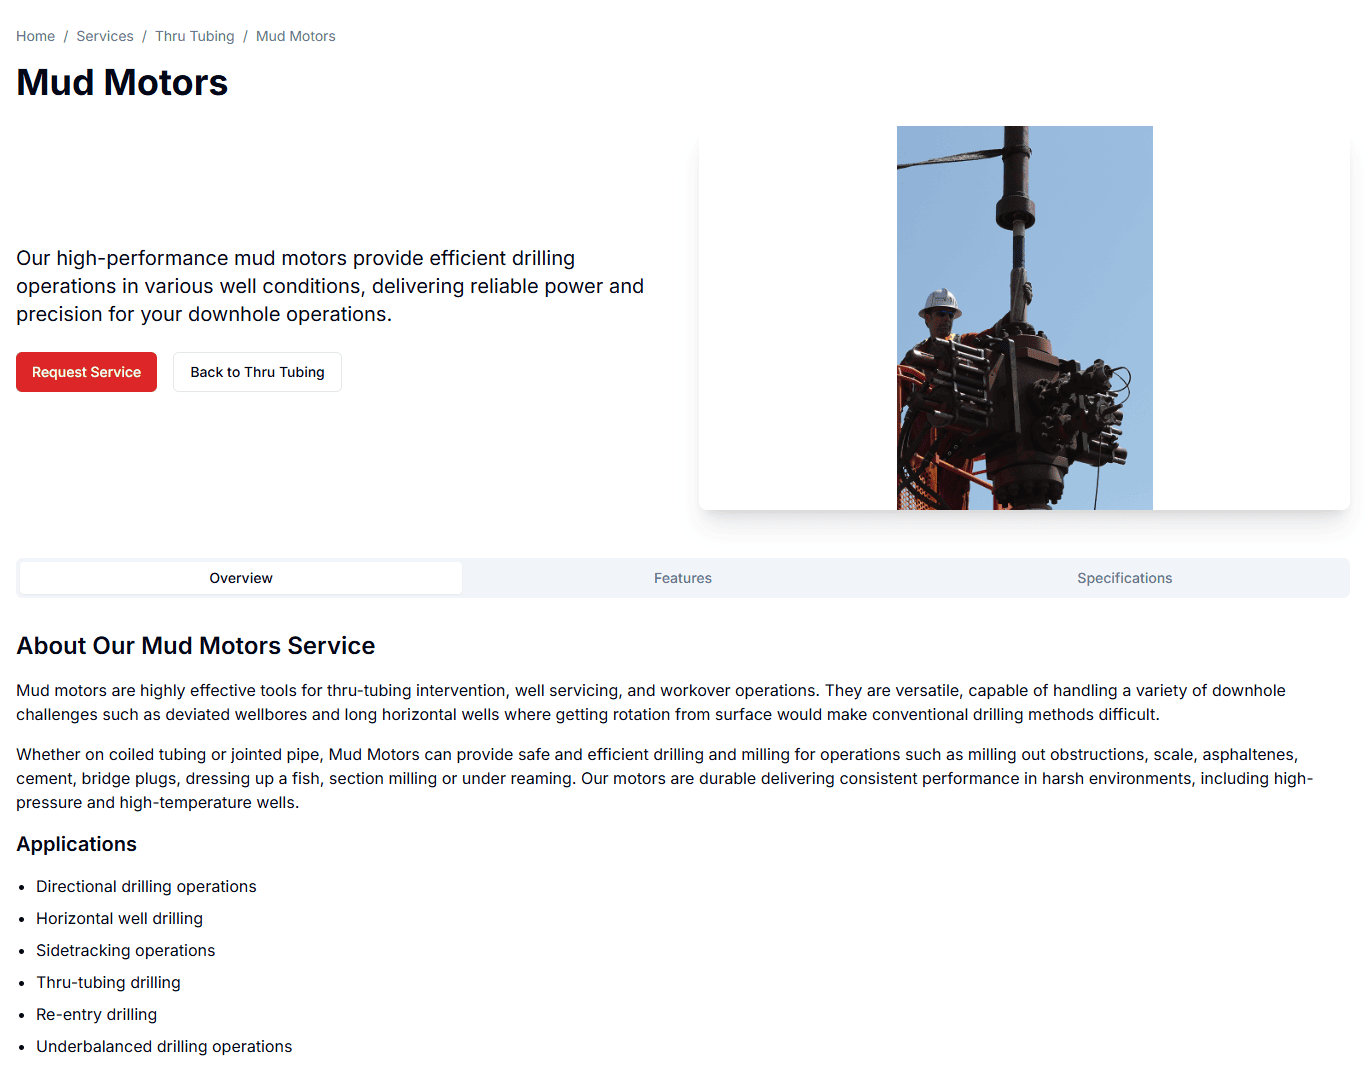 Home / Services / Thru Tubing / Mud Motors
Mud Motors
Our high-performance mud motors provide efficient drilling
operations in various well conditions, delivering reliable power and
precision for your downhole operations.
Request Service
Back to Thru Tubing
Overview
Features
Specifications
About Our Mud Motors Service
Mud motors are highly effective tools for thru-tubing intervention, well servicing, and workover operations. They are versatile, capable of handling a variety of downhole
challenges such as deviated wellbores and long horizontal wells where getting rotation from surface would make conventional drilling methods difficult.
Whether on coiled tubing or jointed pipe, Mud Motors can provide safe and efficient drilling and milling for operations such as milling out obstructions, scale, asphaltenes,
cement, bridge plugs, dressing up a fish, section milling or under reaming. Our motors are durable delivering consistent performance in harsh environments, including high-
pressure and high-temperature wells.
Applications
• Directional drilling operations
• Horizontal well drilling
• Sidetracking operations
• Thru-tubing drilling
• Re-entry drilling
• Underbalanced drilling operations